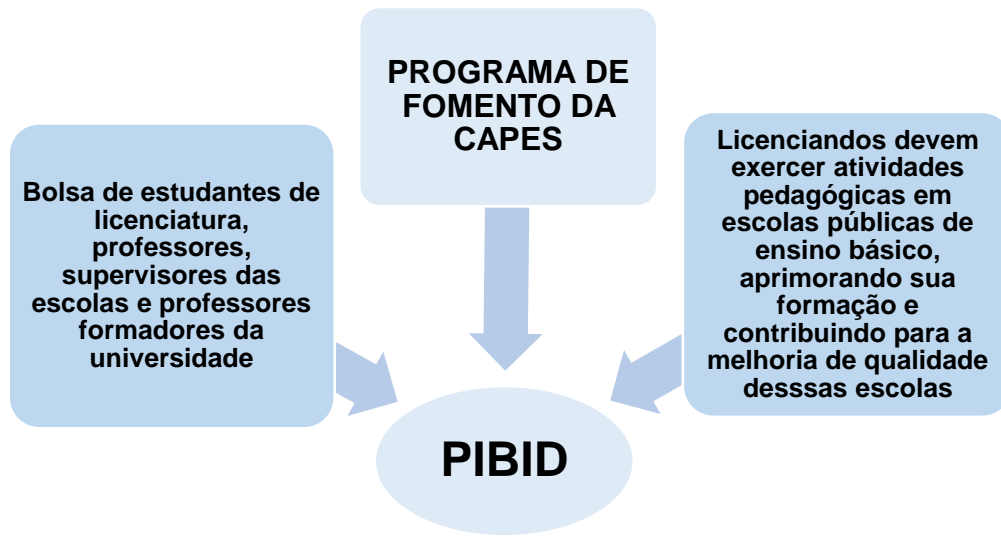 PROGRAMA DE
FOMENTO DA
CAPES
Bolsa de estudantes de
licenciatura,
professores,
supervisores das
escolas e professores
formadores da
universidade
Licenciandos devem
exercer atividades
pedagógicas em
escolas públicas de
ensino básico,
aprimorando sua
formação e
contribuindo para a
melhoria de qualidade
desssas escolas
PIBID